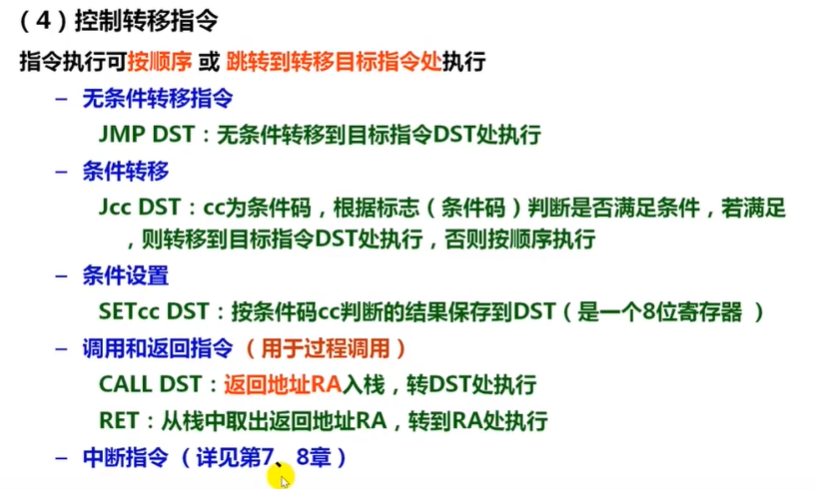 （4）控制转移指令
指令执行可按顺序 或 跳转到转移目标指令处执行
– 无条件转移指令
JMP DST：无条件转移到目标指令DST处执行
– 条件转移
Jcc DST：cc为条件码，根据标志（条件码）判断是否满足条件，若满足
，则转移到目标指令DST处执行，否则按顺序执行
– 条件设置
SETcc DST：按条件码cc判断的结果保存到DST（是一个8位寄存器 ）
– 调用和返回指令 （用于过程调用）
CALL DST：返回地址RA入栈，转DST处执行
RET：从栈中取出返回地址RA，转到RA处执行
– 中断指令 （详见第7、8章）